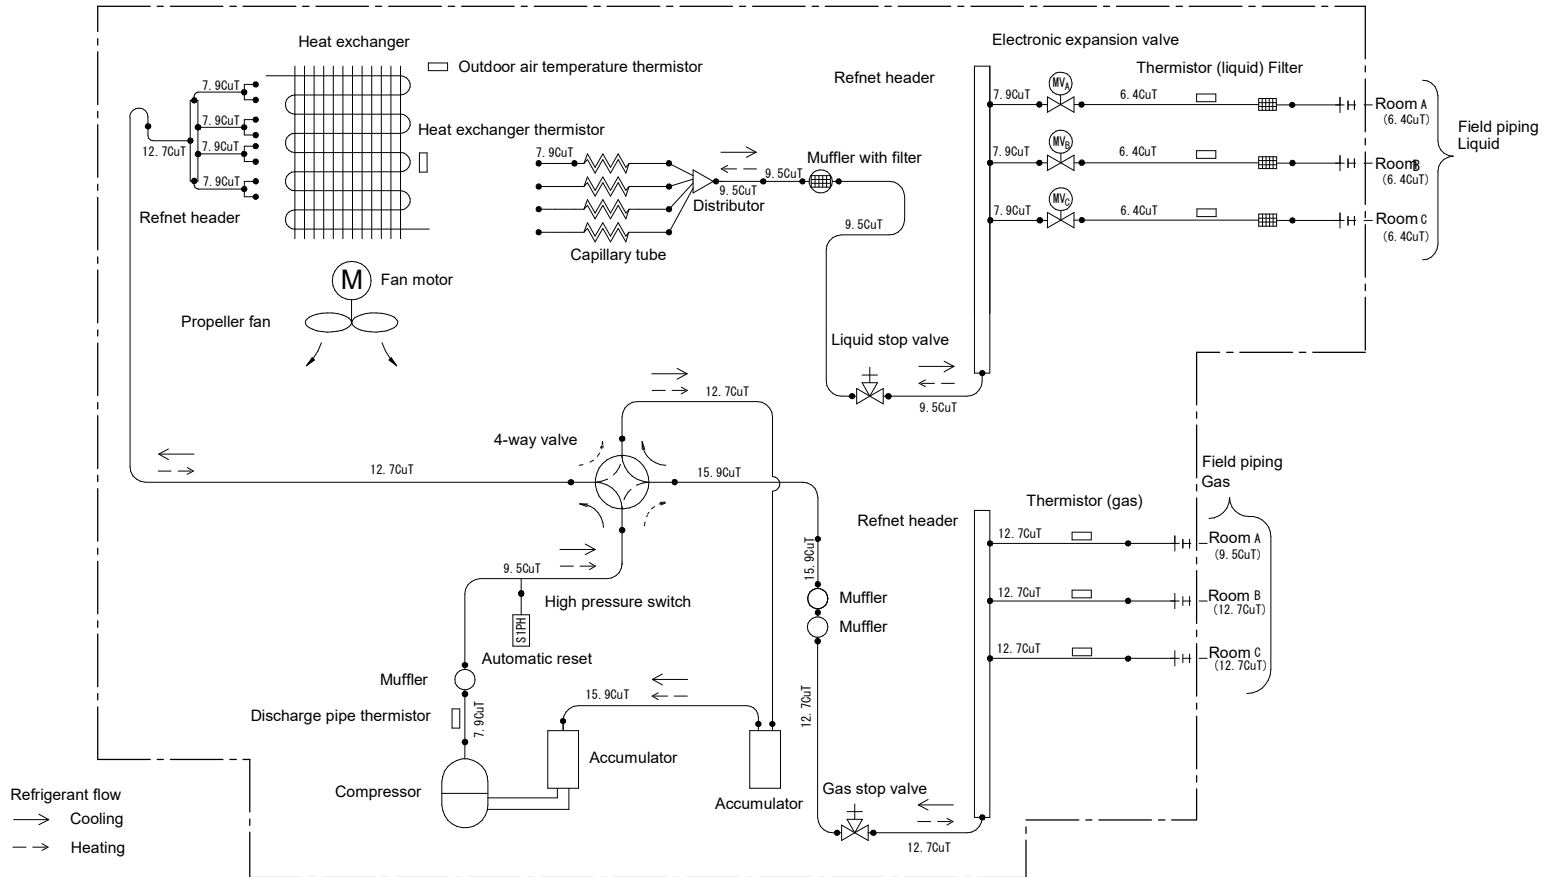 Heat exchanger
Outdoor air temperature thermistor
7.9CuT
7.9CuT
7.9CuT
7.9CuT
12.7CuT
Refnet header
Heat exchanger thermistor
7.9CuT
Capillary tube
Distributor
9.5CuT
9.5CuT
Muffler with filter
9.5CuT
M
Fan motor
Propeller fan
Electronic expansion valve
Refnet header
Thermistor (liquid) Filter
7.9CuT
MVA
6.4CuT
Room A
(6.4CuT)
7.9CuT
MVB
6.4CuT
Room B
(6.4CuT)
7.9CuT
MVC
6.4CuT
Room C
(6.4CuT)
Field piping
Liquid
Liquid stop valve
9.5CuT
12.7CuT
4-way valve
12.7CuT
15.9CuT
9.5CuT
High pressure switch
S1PH
Automatic reset
Muffler
Discharge pipe thermistor
7.9CuT
Compressor
15.9CuT
Accumulator
Accumulator
15.9CuT
Muffler
Muffler
12.7CuT
Gas stop valve
12.7CuT
Refnet header
Thermistor (gas)
Field piping
Gas
12.7CuT
Room A
(9.5CuT)
12.7CuT
Room B
(12.7CuT)
12.7CuT
Room C
(12.7CuT)
Refrigerant flow
Cooling
Heating